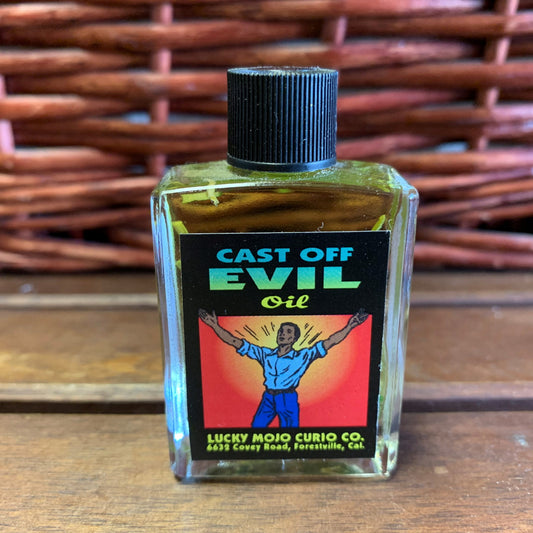 CAST OFF
EVIL
Oil
LUCKY MOJO CURIO CO.
6632 Covey Road, Forestville, Cal.